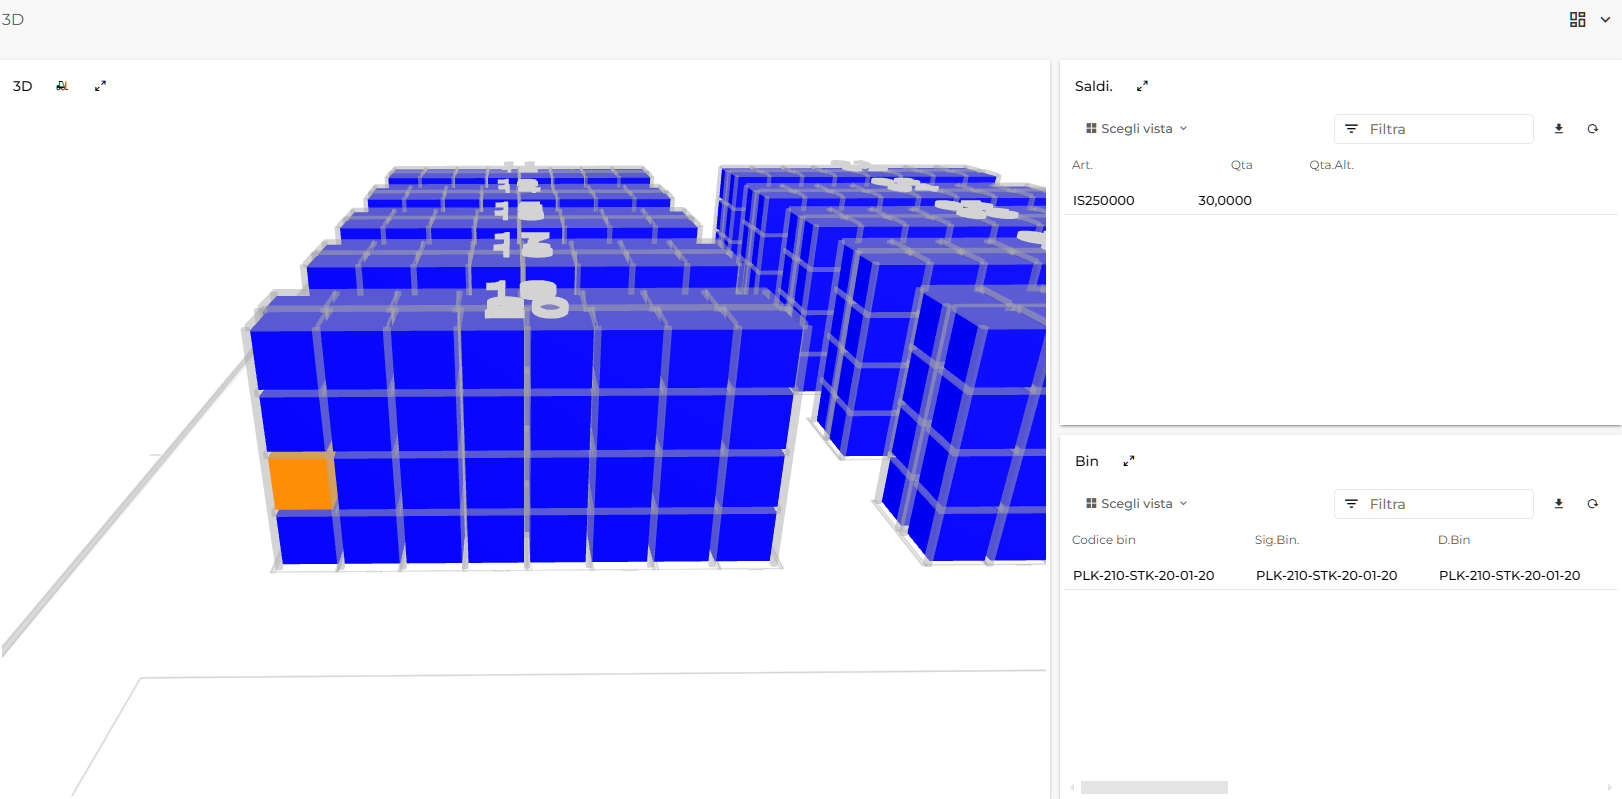 3D
3D
Saldi.
Scegli vista
Filtra
Art. Qta Qta.Alt.
IS250000 30,0000
Bin
Scegli vista
Filtra
Codice bin Sig.Bin. D.Bin
PLK-210-STK-20-01-20 PLK-210-STK-20-01-20 PLK-210-STK-20-01-20